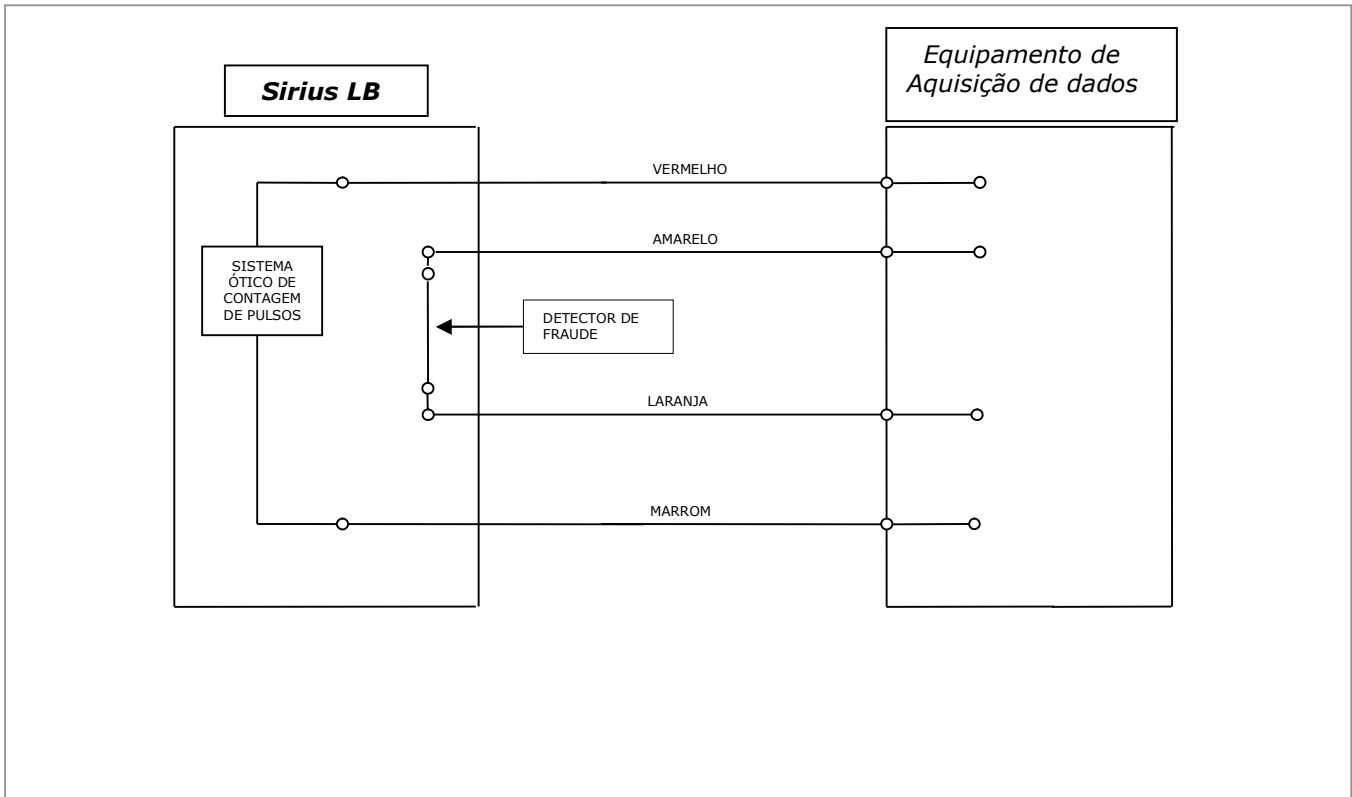 Equipamento de
Aquisição de dados
Sirius LB
VERMELHO
AMARELO
SISTEMA
ÓTICO DE
CONTAGEM
DE PULSOS
DETECTOR DE
FRAUDE
LARANJA
MARROM